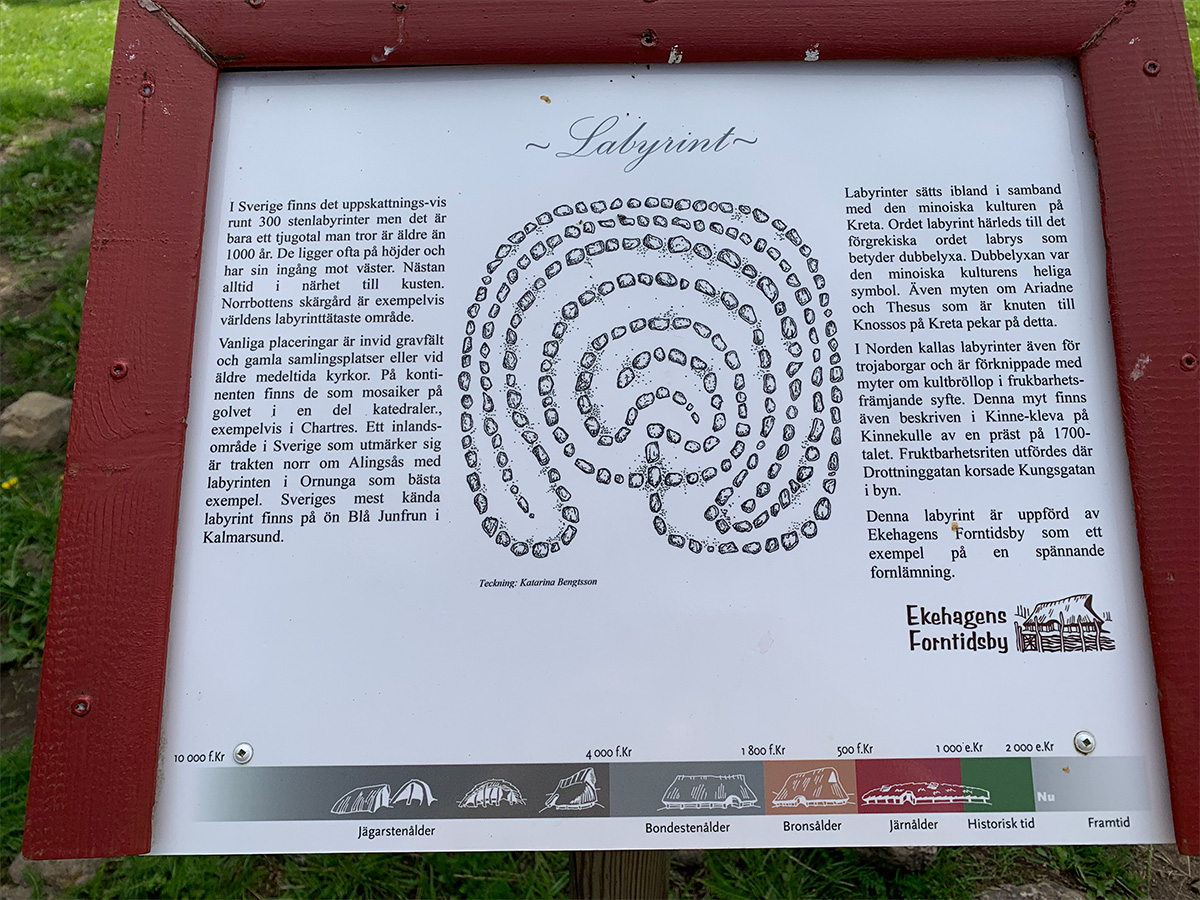 ~Labyrint~
I Sverige finns det uppskattnings-vis
runt 300 stenlabyrinter men det är
bara ett tjugotal man tror är äldre än
1000 år. De ligger ofta på höjder och
har sin ingång mot väster. Nästan
alltid i närhet till kusten.
Norrbottens skärgård är exempelvis
världens labyrinttätaste område.
Vanliga placeringar är invid gravfält
och gamla samlingsplatser eller vid
äldre medeltida kyrkor. På konti-
nenten finns de som mosaiker på
golvet i en del katedraler.,
exempelvis i Chartres. Ett inlands-
område i Sverige som utmärker sig
är trakten norr om Alingsås med
labyrinten i Ornunga som bästa
exempel. Sveriges mest kända
labyrint finns på ön Blå Junfrun i
Kalmarsund.
Teckning: Katarina Bengtsson
Labyrinter sätts ibland i samband
med den minoiska kulturen på
Kreta. Ordet labyrint härleds till det
förgrekiska ordet labrys som
betyder dubbelyxa. Dubbelyxan var
den minoiska kulturens heliga
symbol. Även myten om Ariadne
och Thesus som är knuten till
Knossos på Kreta pekar på detta.
I Norden kallas labyrinter även för
trojaborgar och är förknippade med
myter om kultbröllop i frukbarhets-
främjande syfte. Denna myt finns
även beskriven i Kinne-kleva på
Kinnekulle av en präst på 1700-
talet. Fruktbarhetsriten utfördes där
Drottninggatan korsade Kungsgatan
i byn.
Denna labyrint är uppförd av
Ekehagens Forntidsby som ett
exempel på en spännande
fornlämning.
Ekehagens
Forntidsby
10 000 f.Kr 4 000 f.Kr 1 800 f.Kr 500 f.Kr 1 000 e.Kr 2 000 e.Kr
Nu
Jägarstenålder Bondestenålder Bronsålder Järnålder Historisk tid Framtid